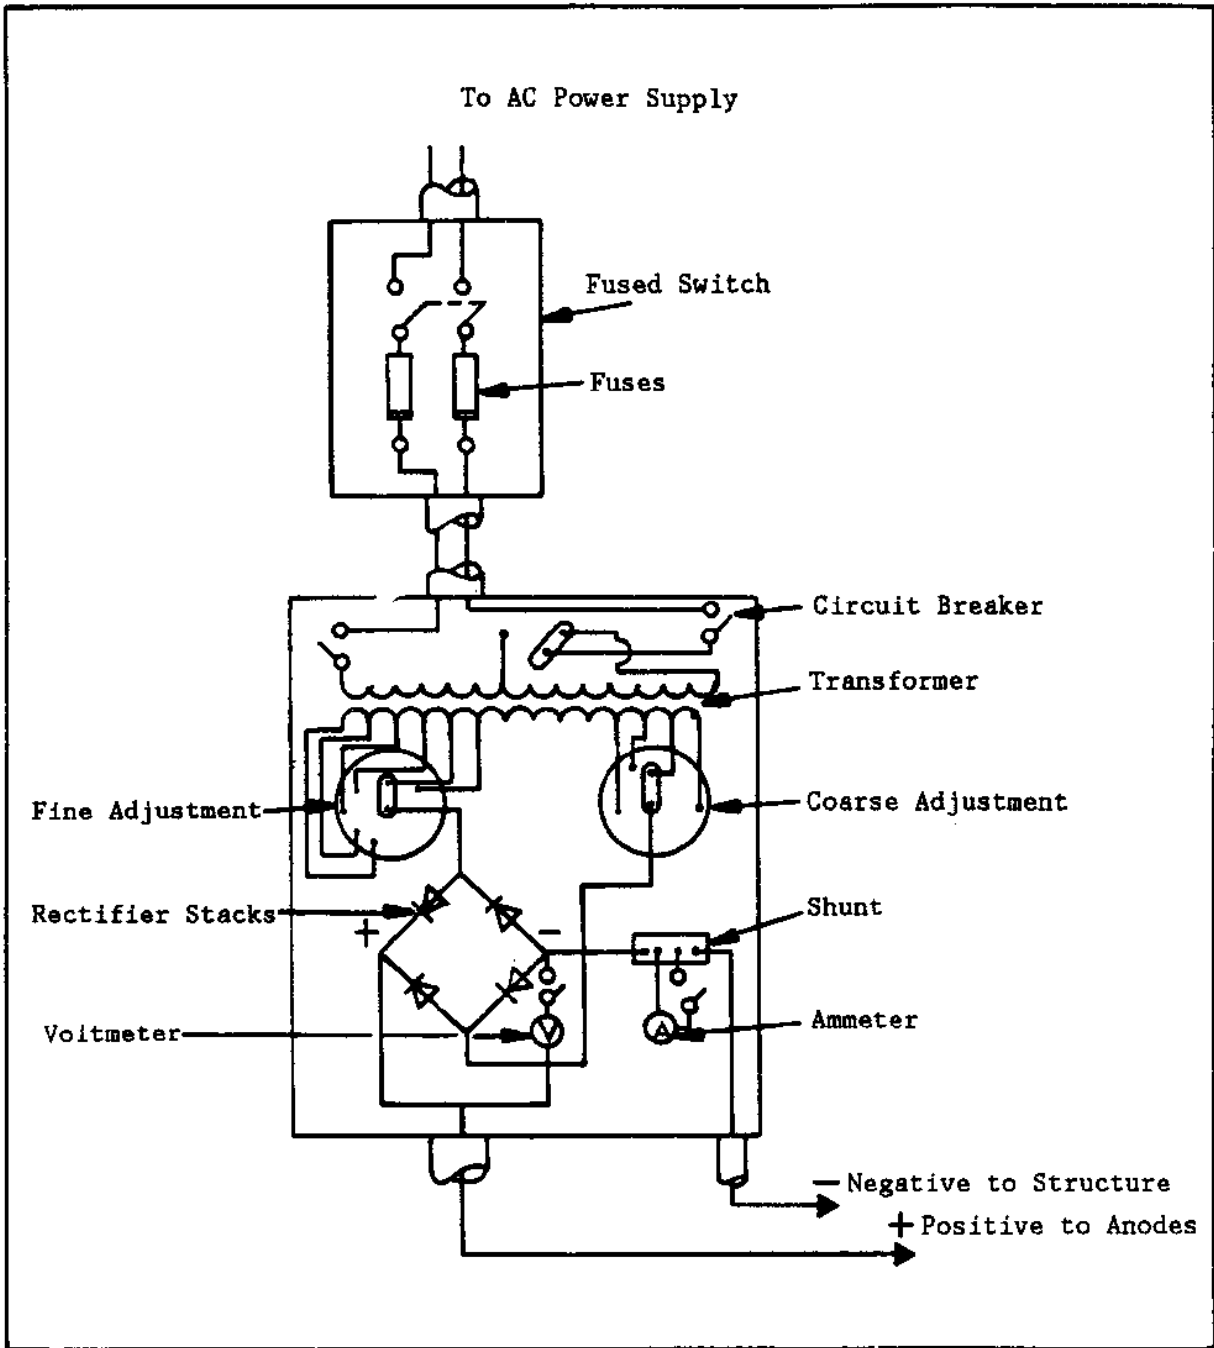 To AC Power Supply
Fused Switch
Fuses
Circuit Breaker
Transformer
Fine Adjustment
Coarse Adjustment
Rectifier Stacks
+
−
Shunt
Voitmeter
V
A
Ammeter
− Negative to Structure
+ Positive to Anodes